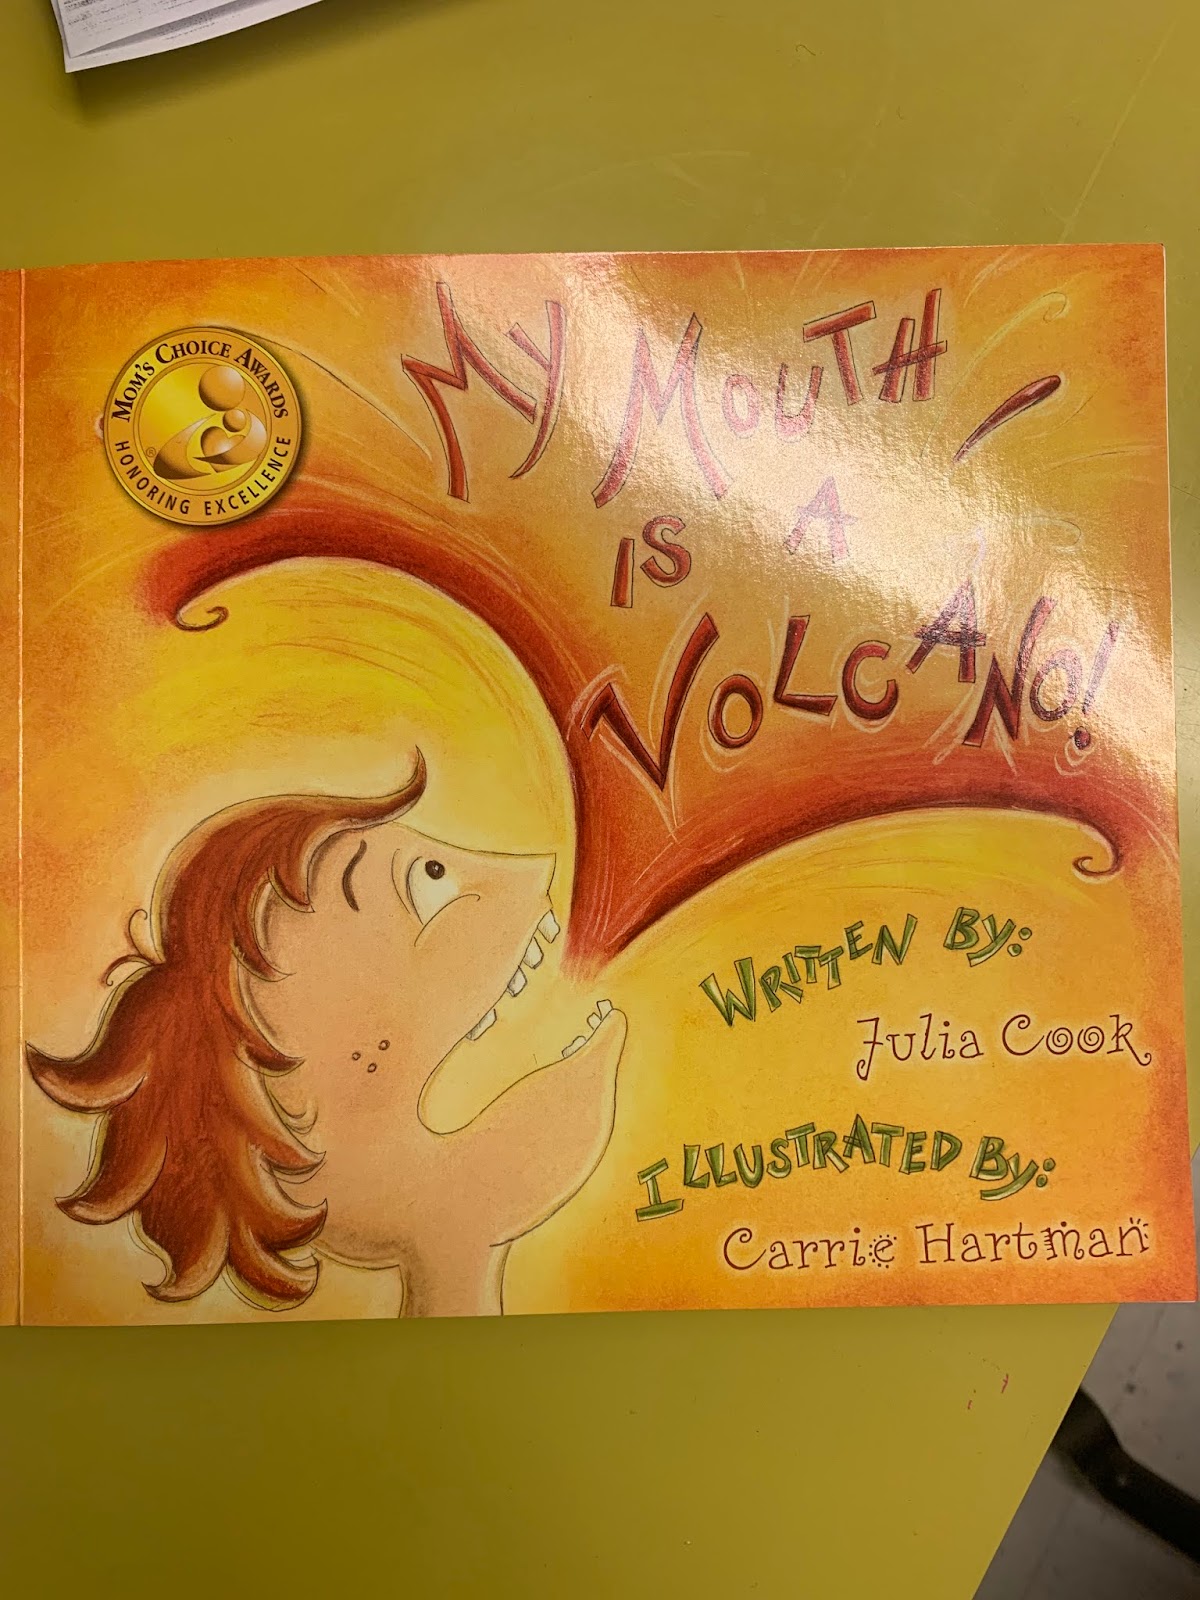 MOM'S CHOICE AWARDS
HONORING EXCELLENCE
®
MY MOUTH
IS A
VOLCANO!
WRITTEN BY:
Julia Cook
ILLUSTRATED BY:
Carrie Hartman